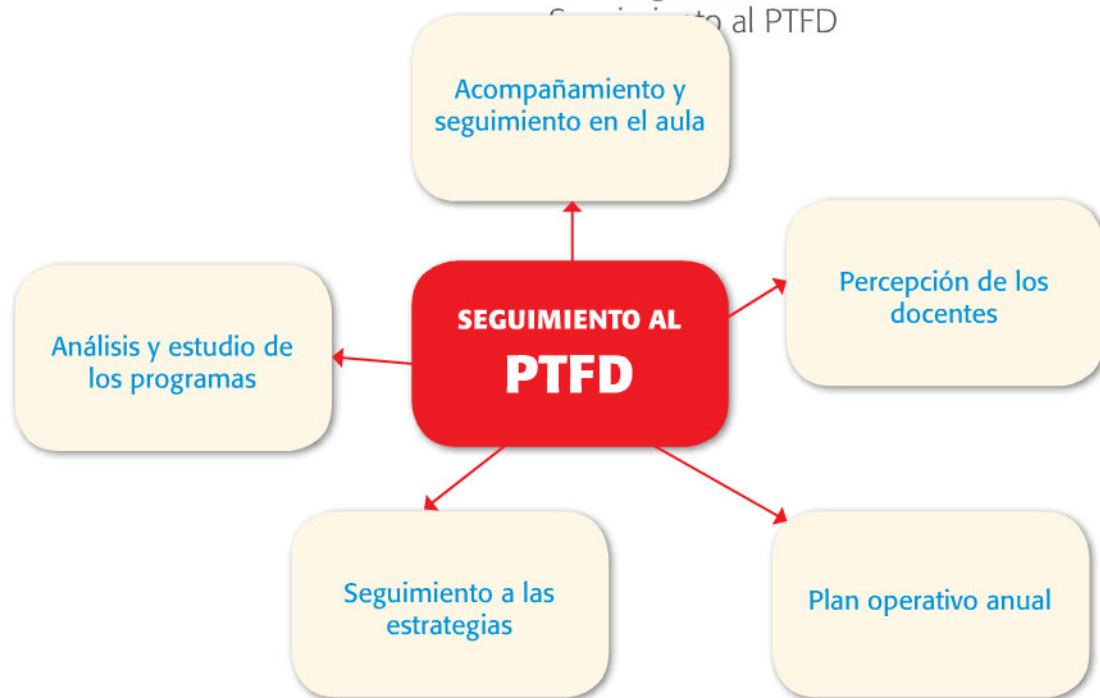 al PTFD
Acompañamiento y
seguimiento en el aula
Percepción de los
docentes
SEGUIMIENTO AL
PTFD
Análisis y estudio de
los programas
Seguimiento a las
estrategias
Plan operativo anual